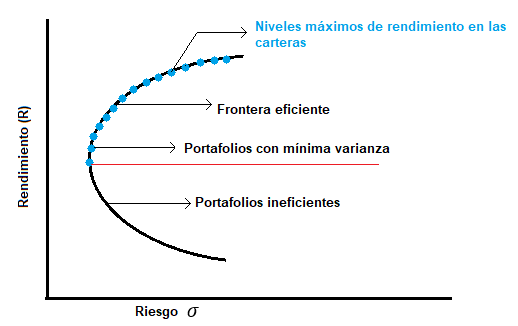 Niveles máximos de rendimiento en las
carteras
Frontera eficiente
Portafolios con mínima varianza
Portafolios ineficientes
Rendimiento (R)
Riesgo σ